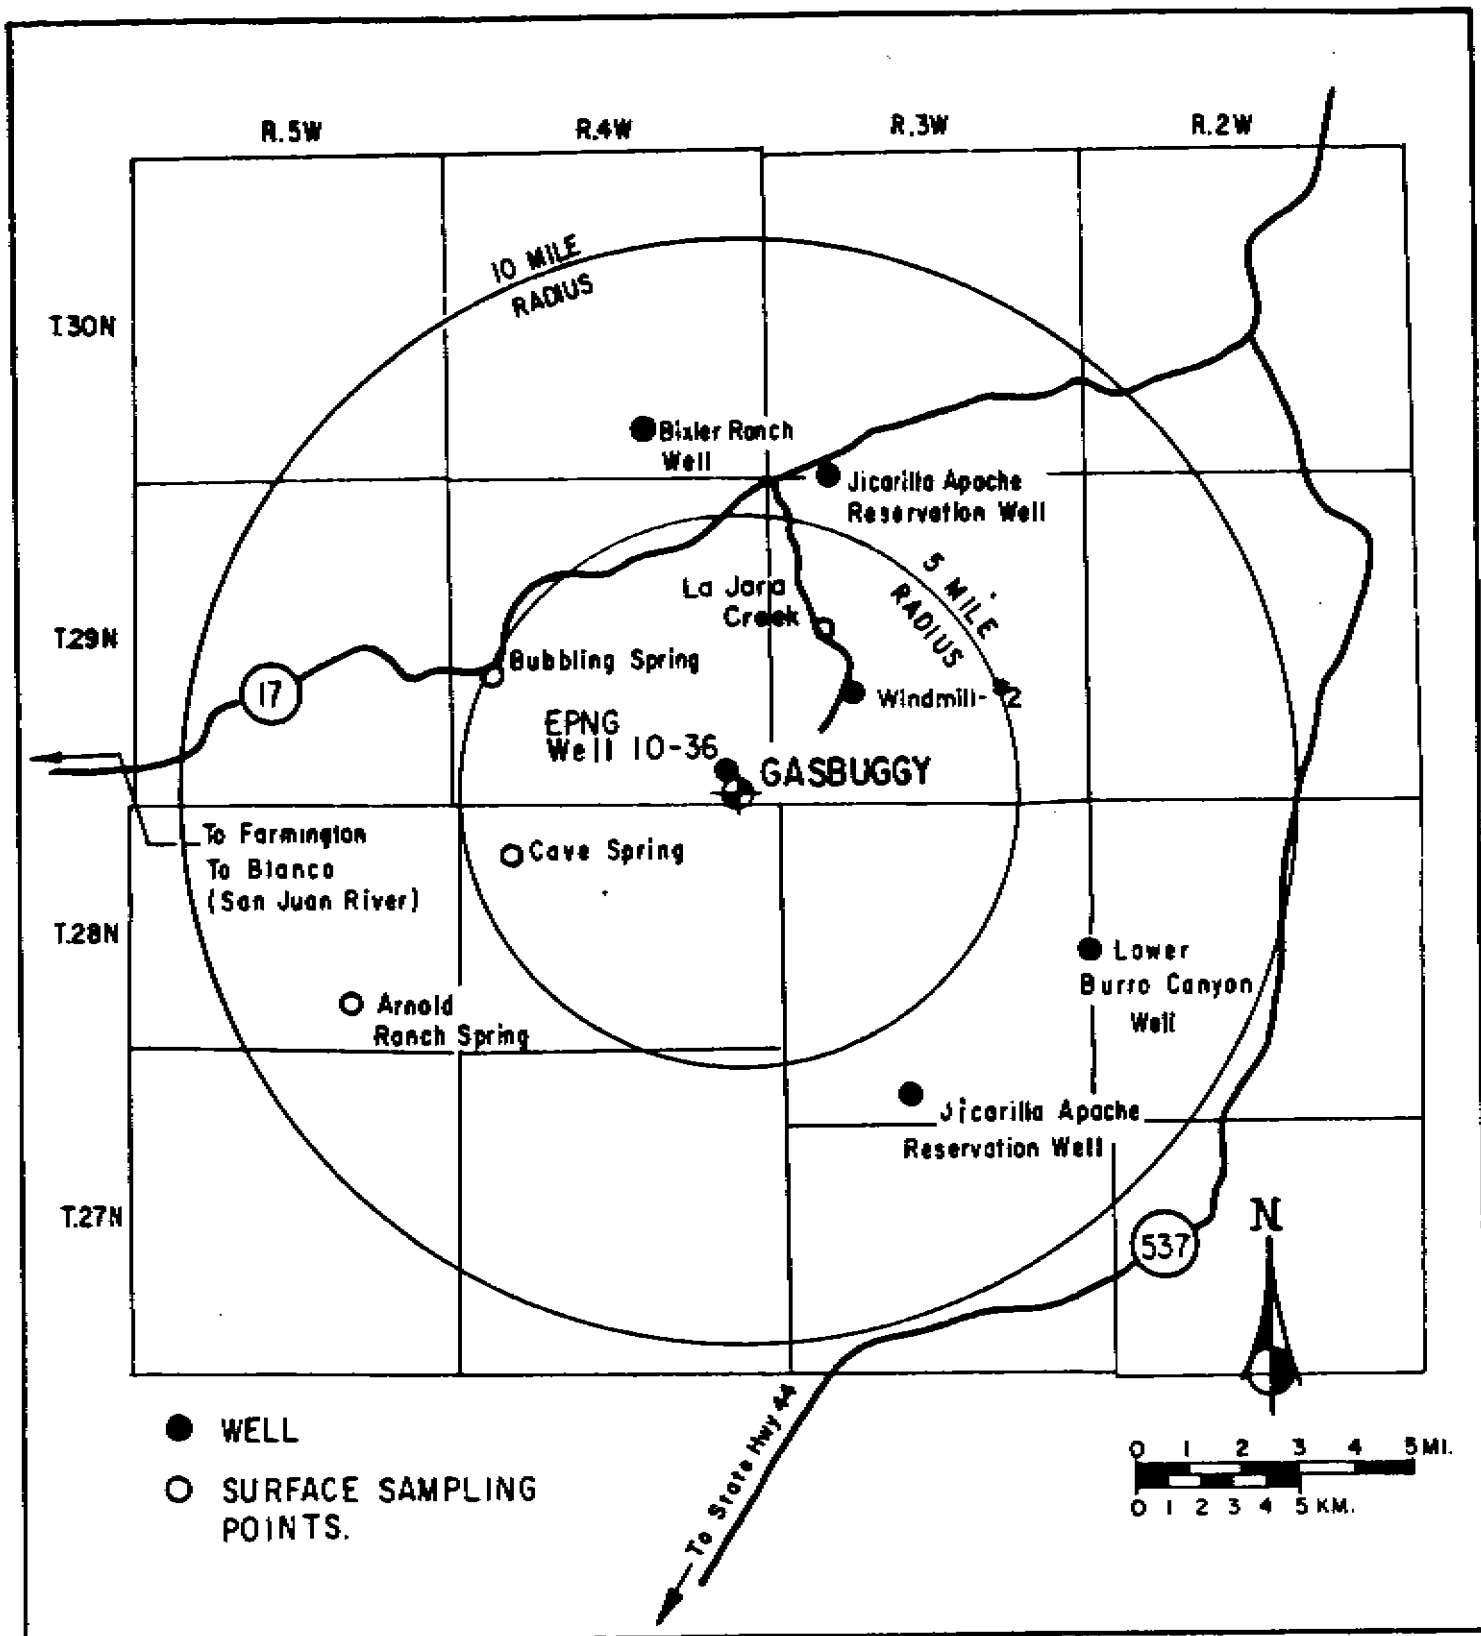 R.5W
R.4W
R.3W
R.2W
10 MILE
RADIUS
T.30N
Bixler Ranch
Well
Jicarilla Apache
Reservation Well
5 MILE
RADIUS
La Jara
Creek
T.29N
Bubbling Spring
17
Windmill-#2
EPNG
Well 10-36
GASBUGGY
To Farmington
To Blanco
(San Juan River)
Cave Spring
T.28N
Lower
Burro Canyon
Well
Arnold
Ranch Spring
Jicarilla Apache
Reservation Well
T.27N
N
537
To State Hwy 44
WELL
SURFACE SAMPLING
POINTS.
0 1 2 3 4 5 MI.
0 1 2 3 4 5 KM.